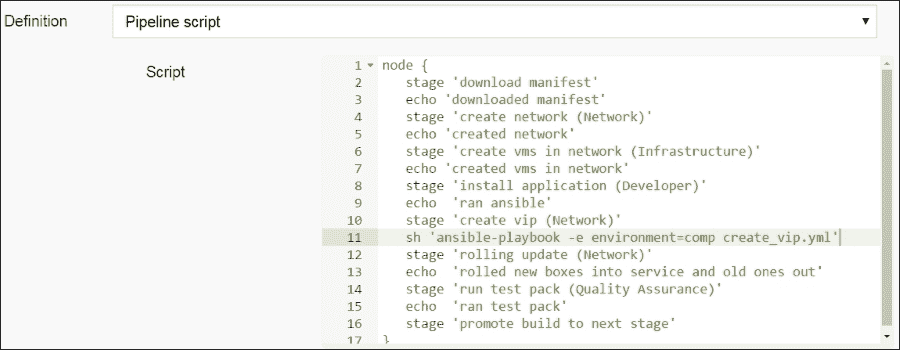 Definition
Pipeline script
Script
1 node {
2 stage 'download manifest'
3 echo 'downloaded manifest'
4 stage 'create network (Network)'
5 echo 'created network'
6 stage 'create vms in network (Infrastructure)'
7 echo 'created vms in network'
8 stage 'install application (Developer)'
9 echo  'ran ansible'
10 stage 'create vip (Network)'
11 sh 'ansible-playbook -e environment=comp create_vip.yml'
12 stage 'rolling update (Network)'
13 echo  'rolled new boxes into service and old ones out'
14 stage 'run test pack (Quality Assurance)'
15 echo  'ran test pack'
16 stage 'promote build to next stage'
17 }